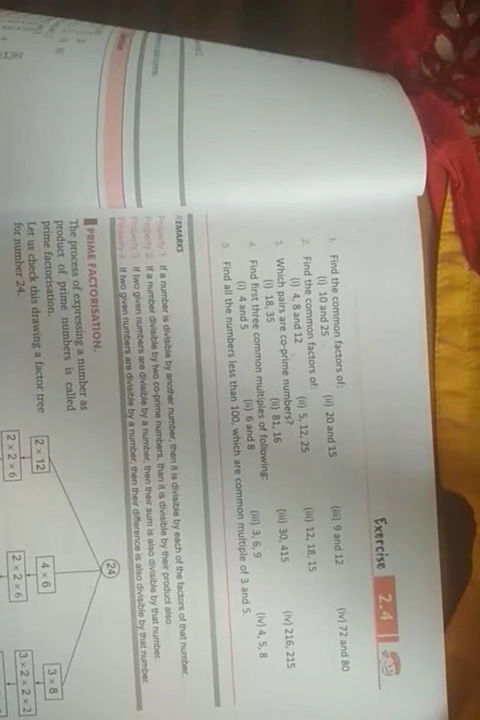 Exercise 2.4
1. Find the common factors of:
(i) 10 and 25 (ii) 20 and 15 (iii) 9 and 12 (iv) 72 and 80
2. Find the common factors of:
(i) 4, 8 and 12 (ii) 5, 12, 25 (iii) 12, 18, 15
3. Which pairs are co-prime numbers?
(i) 18, 35 (ii) 81, 16 (iii) 30, 415 (iv) 216, 215
4. Find first three common multiples of following:
(i) 4 and 5 (ii) 6 and 8 (iii) 3, 6, 9 (iv) 4, 5, 8
5. Find all the numbers less than 100, which are common multiple of 3 and 5.
REMARKS
Property 1: If a number is divisible by another number, then it is divisible by each of the factors of that number.
Property 2: If a number divisible by two co-prime numbers, than it is divisible by their product also
Property 3: If two given numbers are divisible by a number, then their sum is also divisible by that number.
Property 4: If two given numbers are divisible by a number, then their difference is also divisible by that number
PRIME FACTORISATION.
The process of expressing a number as
product of prime numbers is called
prime factorisation.
Let us check this drawing a factor tree
for number 24.
24
2 × 12 4 × 6 3 × 8
2 × 2 × 6 2 × 2 × 6 3 × 2 × 2 × 2